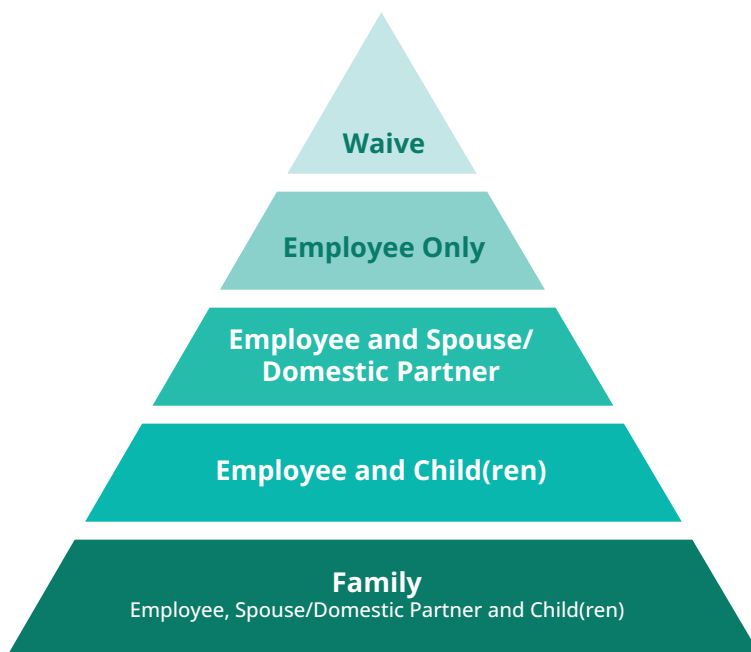 Waive
Employee Only
Employee and Spouse/
Domestic Partner
Employee and Child(ren)
Family
Employee, Spouse/Domestic Partner and Child(ren)